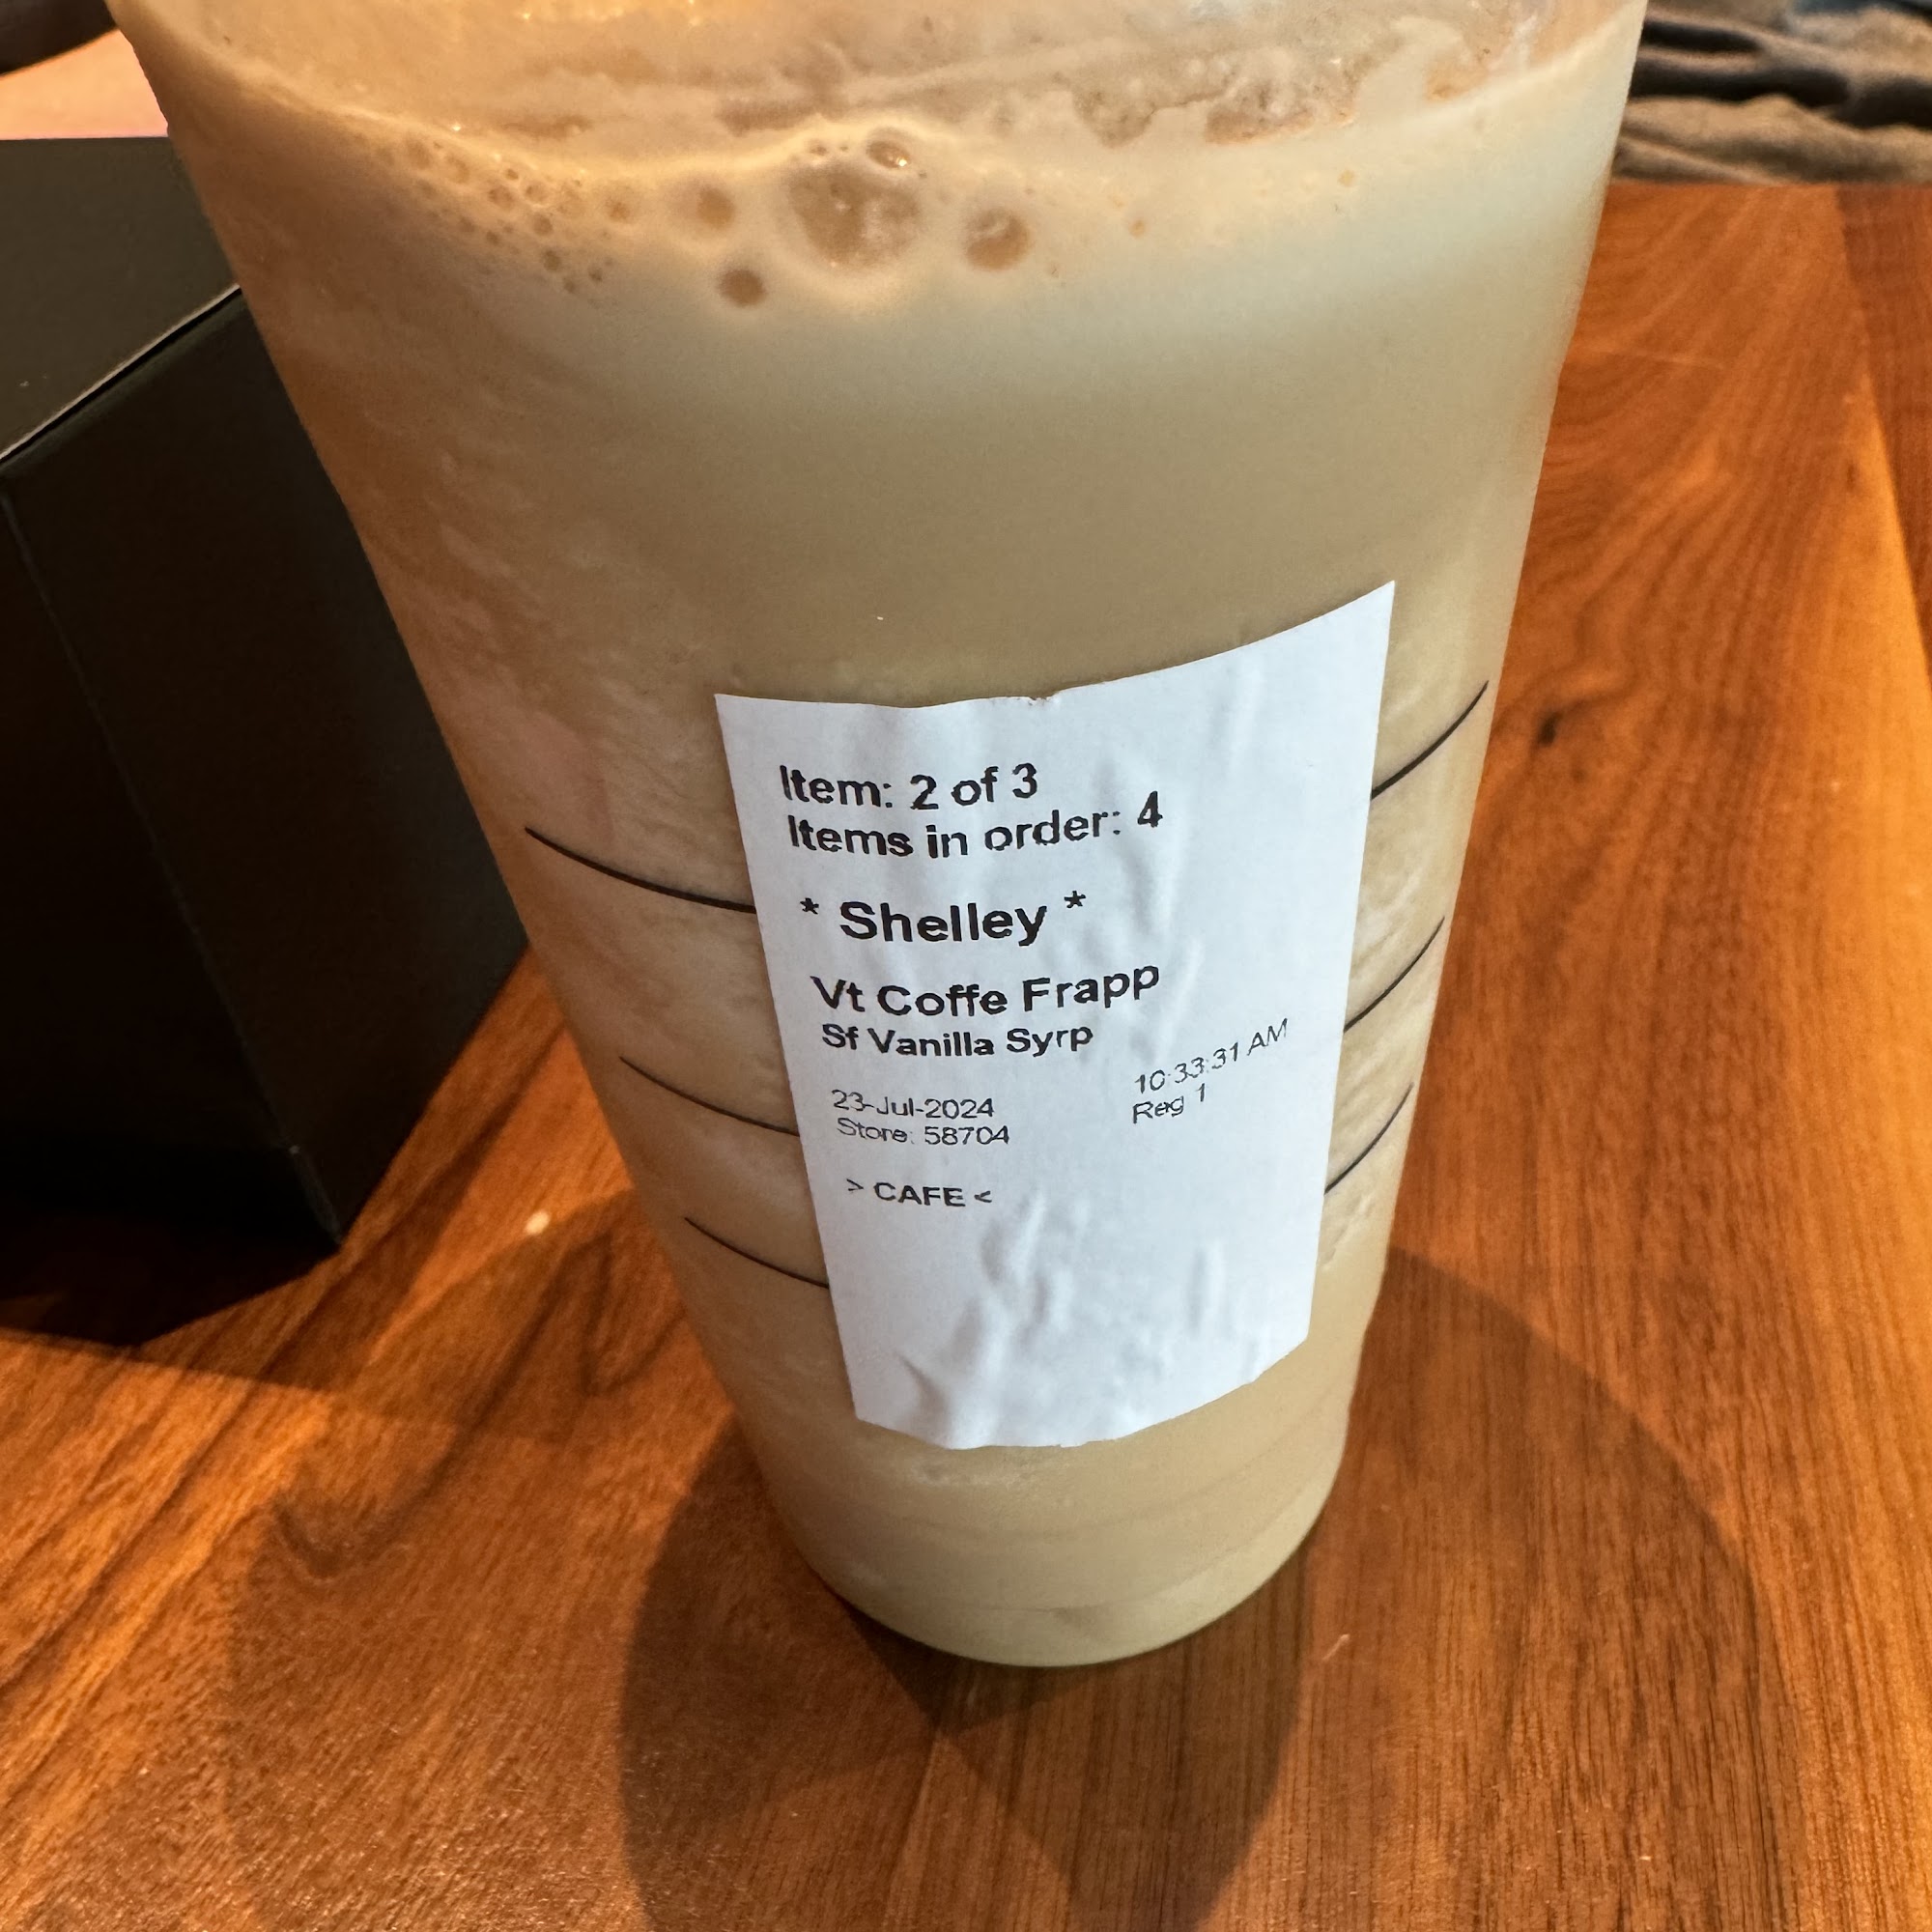 Item: 2 of 3
Items in order: 4
* Shelley *
Vt Coffe Frapp
Sf Vanilla Syrp
23-Jul-2024 10:33:31 AM
Store: 58704 Reg 1
> CAFE <